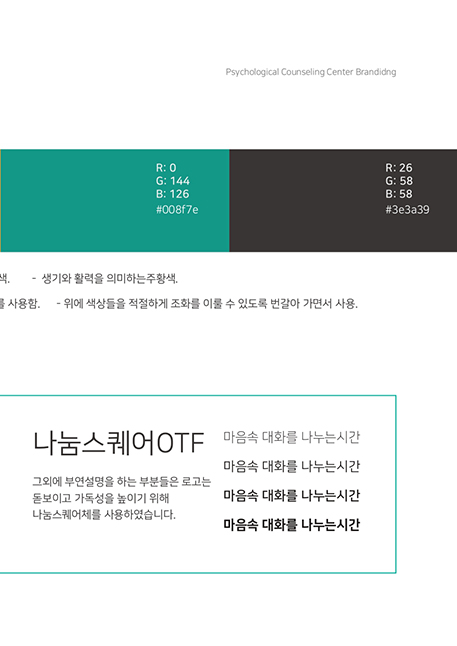 Psychological Counseling Center Brandidng
R: 0
G: 144
B: 126
#008f7e
R: 26
G: 58
B: 58
#3e3a39
색. - 생기와 활력을 의미하는주황색.
를 사용함. - 위에 색상들을 적절하게 조화를 이룰 수 있도록 번갈아 가면서 사용.
나눔스퀘어OTF
그외에 부연설명을 하는 부분들은 로고는
돋보이고 가독성을 높이기 위해
나눔스퀘어체를 사용하였습니다.
마음속 대화를 나누는시간
마음속 대화를 나누는시간
마음속 대화를 나누는시간
마음속 대화를 나누는시간